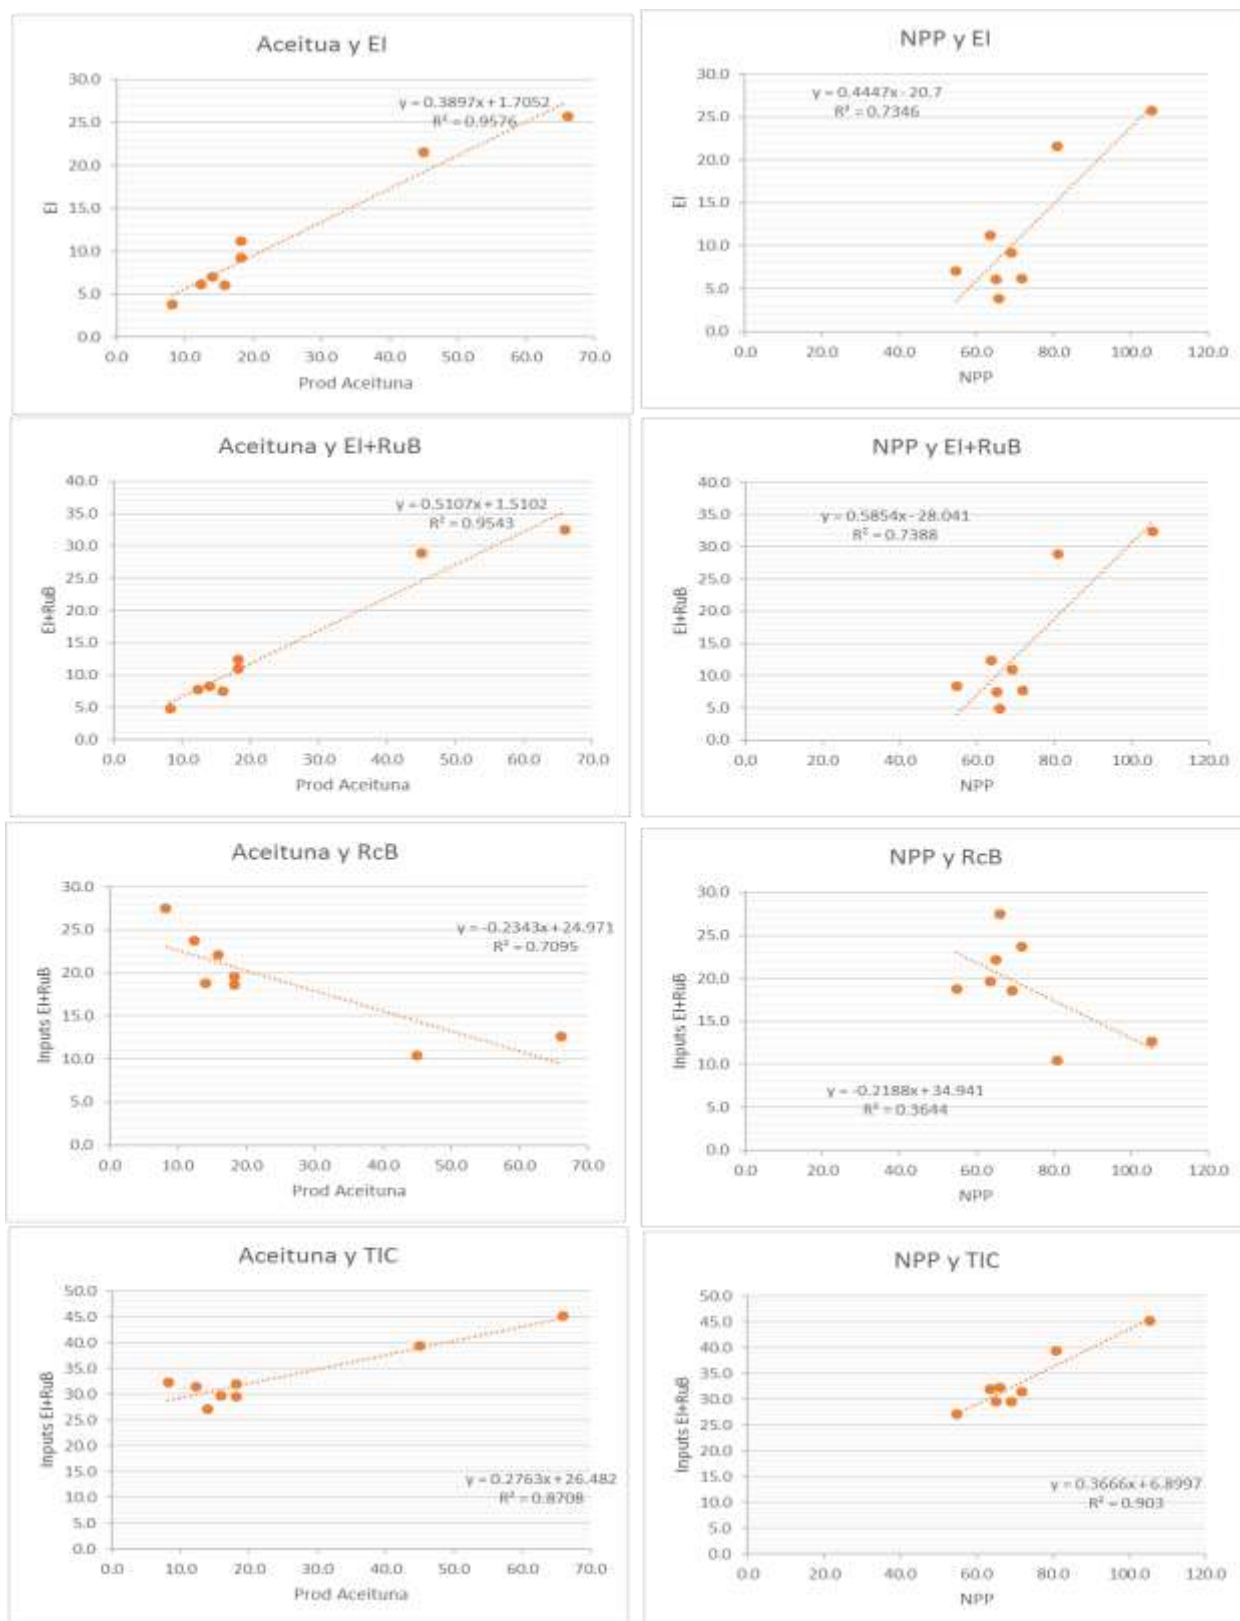 Aceitua y EI
30.0
25.0
20.0
15.0
10.0
5.0
0.0
EI
y = 0.3897x + 1.7052
R² = 0.9576
0.0 10.0 20.0 30.0 40.0 50.0 60.0 70.0
Prod Aceituna
NPP y EI
30.0
25.0
20.0
15.0
10.0
5.0
0.0
EI
y = 0.4447x - 20.7
R² = 0.7346
0.0 20.0 40.0 60.0 80.0 100.0 120.0
NPP
Aceituna y EI+RuB
40.0
35.0
30.0
25.0
20.0
15.0
10.0
5.0
0.0
EI+RuB
y = 0.5107x + 1.5102
R² = 0.9543
0.0 10.0 20.0 30.0 40.0 50.0 60.0 70.0
Prod Aceituna
NPP y EI+RuB
40.0
35.0
30.0
25.0
20.0
15.0
10.0
5.0
0.0
EI+RuB
y = 0.5854x - 28.041
R² = 0.7388
0.0 20.0 40.0 60.0 80.0 100.0 120.0
NPP
Aceituna y RcB
30.0
25.0
20.0
15.0
10.0
5.0
0.0
Inputs EI+RuB
y = -0.2343x + 24.971
R² = 0.7095
0.0 10.0 20.0 30.0 40.0 50.0 60.0 70.0
Prod Aceituna
NPP y RcB
30.0
25.0
20.0
15.0
10.0
5.0
0.0
Inputs EI+RuB
y = -0.2188x + 34.941
R² = 0.3644
0.0 20.0 40.0 60.0 80.0 100.0 120.0
NPP
Aceituna y TIC
50.0
45.0
40.0
35.0
30.0
25.0
20.0
15.0
10.0
5.0
0.0
Inputs EI+RuB
y = 0.2763x + 26.482
R² = 0.8708
0.0 10.0 20.0 30.0 40.0 50.0 60.0 70.0
Prod Aceituna
NPP y TIC
50.0
45.0
40.0
35.0
30.0
25.0
20.0
15.0
10.0
5.0
0.0
Inputs EI+RuB
y = 0.3666x + 6.8997
R² = 0.903
0.0 20.0 40.0 60.0 80.0 100.0 120.0
NPP